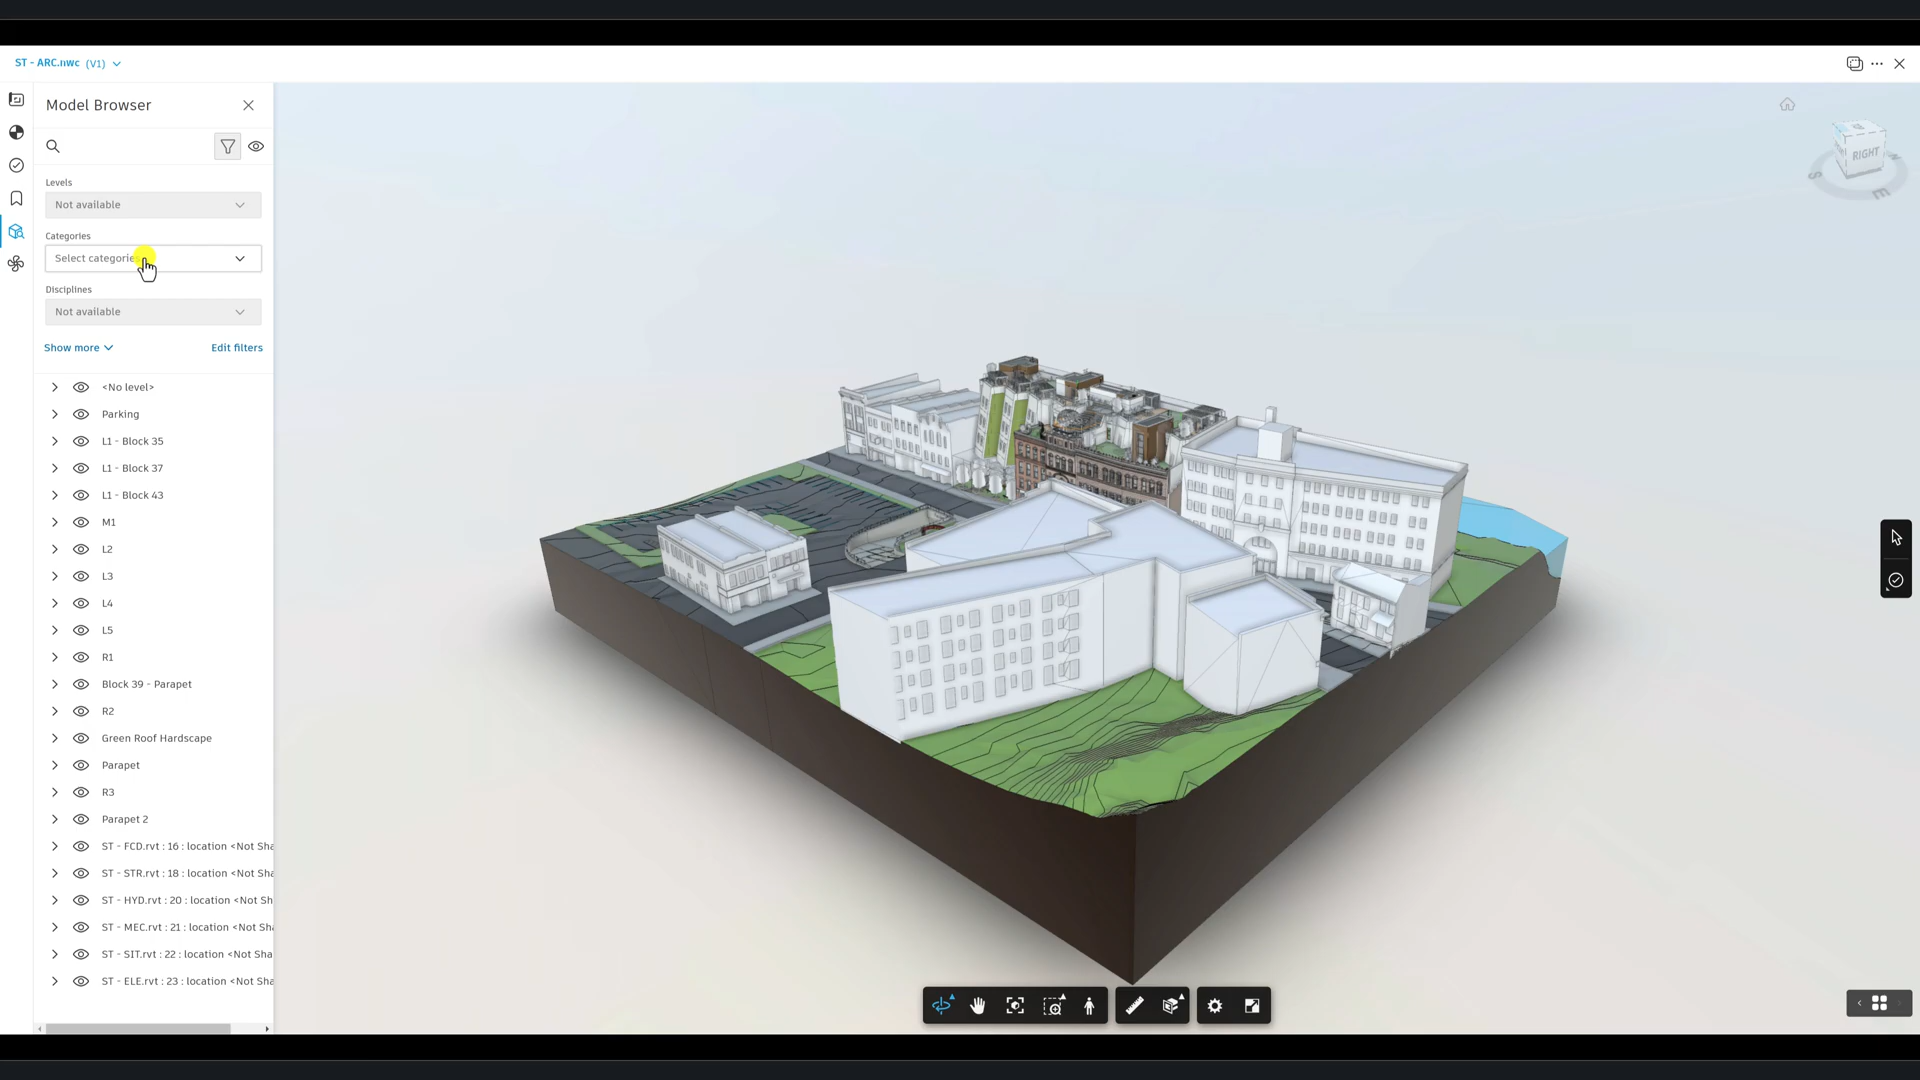 ST - ARC.nwc (V1)
Model Browser
Levels
Not available
Categories
Select categories
Disciplines
Not available
Show more
Edit filters
<No level>
Parking
L1 - Block 35
L1 - Block 37
L1 - Block 43
M1
L2
L3
L4
L5
R1
Block 39 - Parapet
R2
Green Roof Hardscape
Parapet
R3
Parapet 2
ST - FCD.rvt : 16 : location <Not Sha
ST - STR.rvt : 18 : location <Not Sha
ST - HYD.rvt : 20 : location <Not Sh
ST - MEC.rvt : 21 : location <Not Sha
ST - SIT.rvt : 22 : location <Not Sha
ST - ELE.rvt : 23 : location <Not Sha
RIGHT
S
E